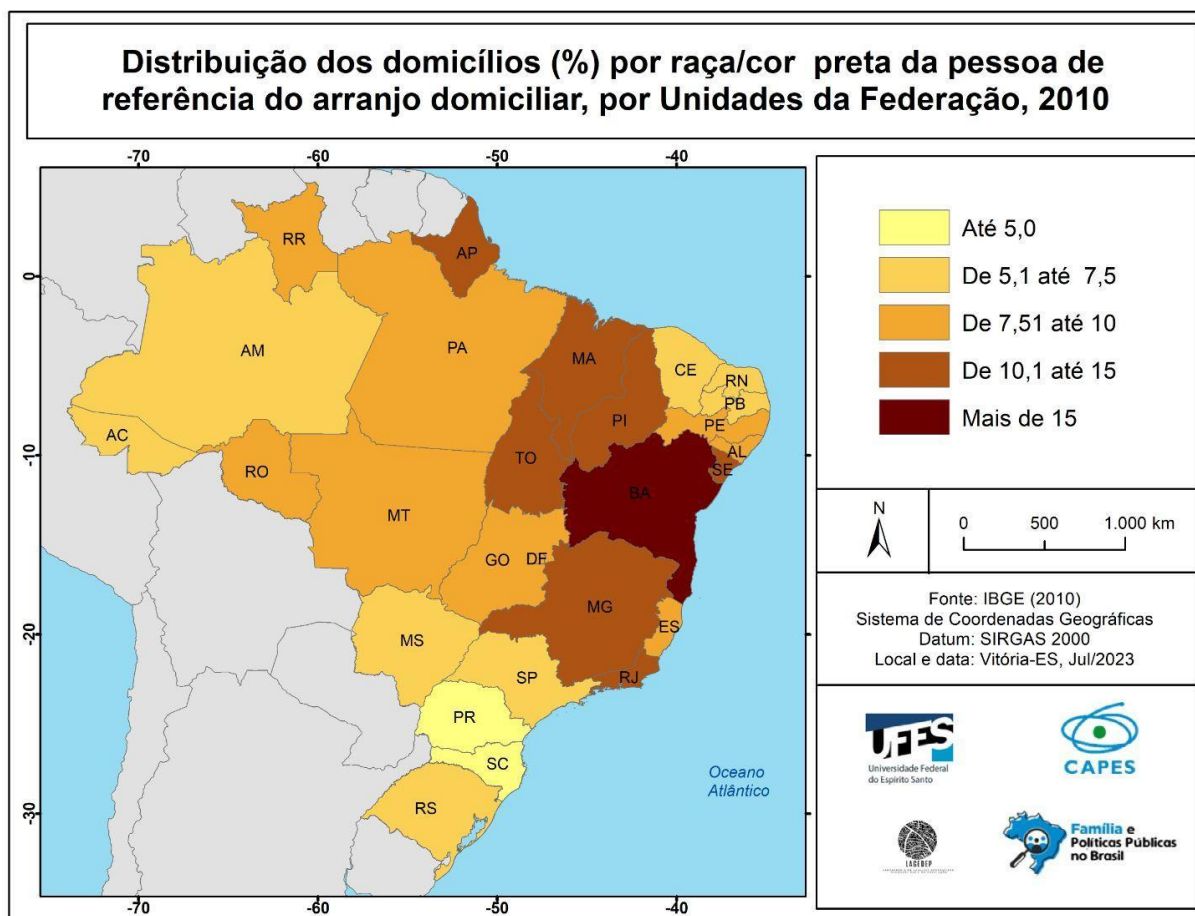 Distribuição dos domicílios (%) por raça/cor preta da pessoa de
referência do arranjo domiciliar, por Unidades da Federação, 2010
-70 -60 -50 -40
0
-10
-20
-30
RR
AP
AM
PA
MA
CE
RN
PB
PI
PE
AC
AL
TO
SE
RO
BA
MT
GO
DF
MG
ES
MS
SP
RJ
PR
SC
RS
Oceano
Atlântico
-70 -60 -50 -40
Até 5,0
De 5,1 até 7,5
De 7,51 até 10
De 10,1 até 15
Mais de 15
N
0 500 1.000 km
Fonte: IBGE (2010)
Sistema de Coordenadas Geográficas
Datum: SIRGAS 2000
Local e data: Vitória-ES, Jul/2023
UFES
Universidade Federal
do Espírito Santo
CAPES
LAGEDEP
Família e
Políticas Públicas
no Brasil